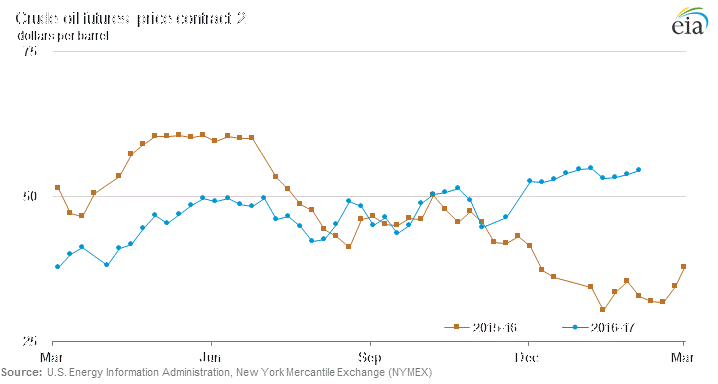 Crude oil futures price contract 2
dollars per barrel
eia
75
50
25
2015-16
2016-17
Mar
Jun
Sep
Dec
Mar
Source: U.S. Energy Information Administration, New York Mercantile Exchange (NYMEX)